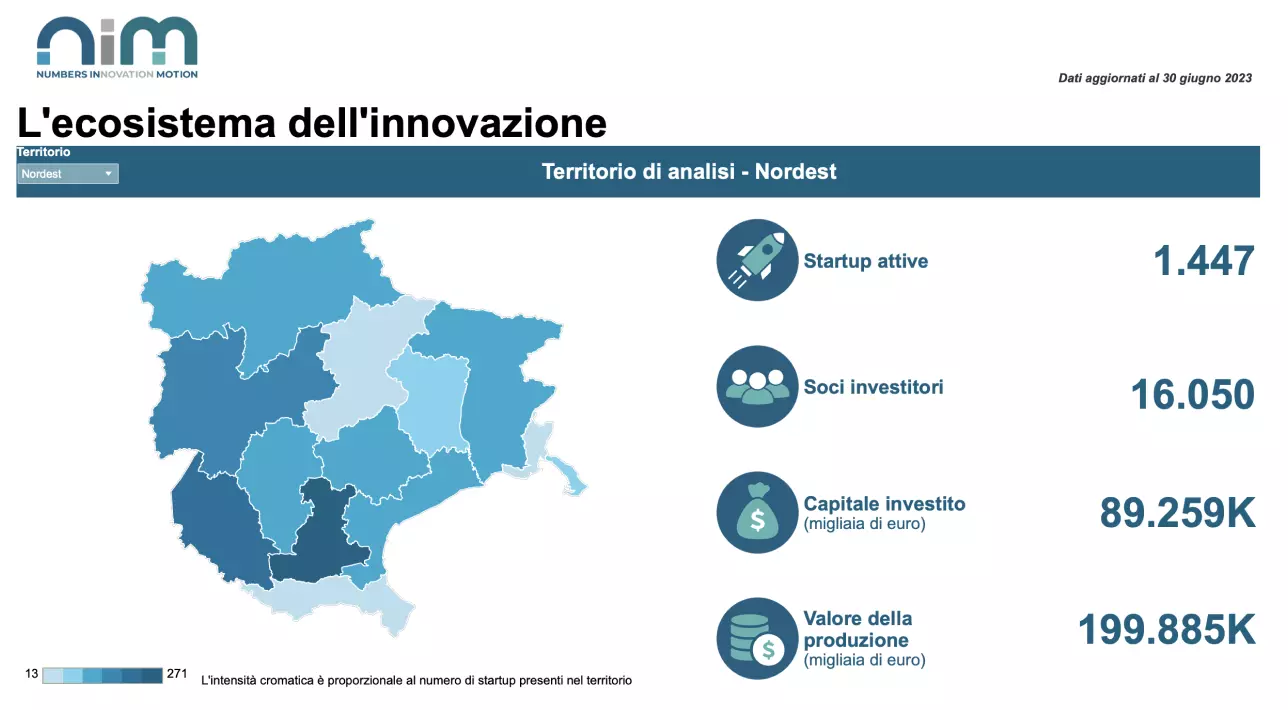 nim
NUMBERS INNOVATION MOTION
Dati aggiornati al 30 giugno 2023
L'ecosistema dell'innovazione
Territorio
Nordest
Territorio di analisi - Nordest
Startup attive
1.447
Soci investitori
16.050
Capitale investito
(migliaia di euro)
89.259K
$
Valore della
produzione
(migliaia di euro)
199.885K
$
13
271
L'intensità cromatica è proporzionale al numero di startup presenti nel territorio